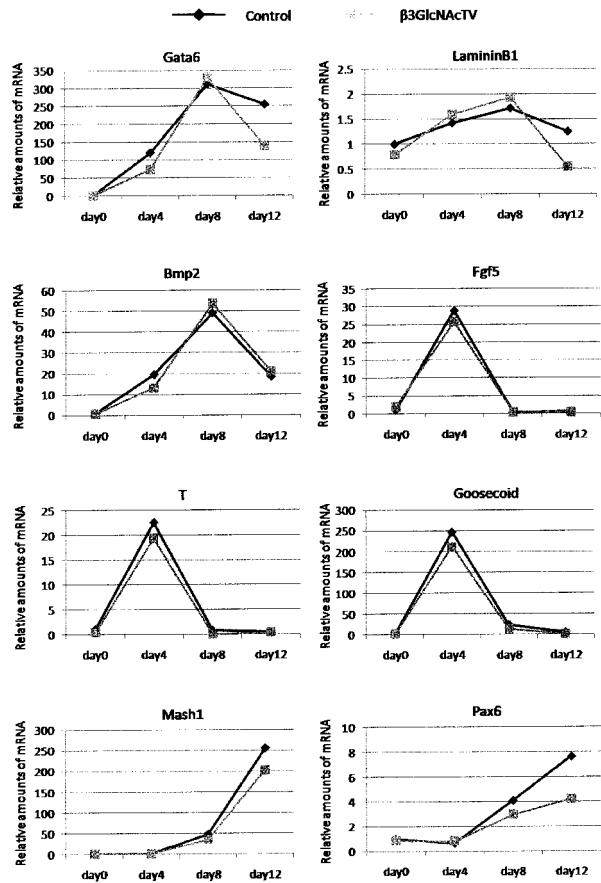 Control β3GlcNAcTV
Gata6
Relative amounts of mRNA
350
300
250
200
150
100
50
0
day0 day4 day8 day12
LamininB1
Relative amounts of mRNA
2.5
2
1.5
1
0.5
0
day0 day4 day8 day12
Bmp2
Relative amounts of mRNA
60
50
40
30
20
10
0
day0 day4 day8 day12
Fgf5
Relative amounts of mRNA
35
30
25
20
15
10
5
0
day0 day4 day8 day12
T
Relative amounts of mRNA
25
20
15
10
5
0
day0 day4 day8 day12
Goosecoid
Relative amounts of mRNA
300
250
200
150
100
50
0
day0 day4 day8 day12
Mash1
Relative amounts of mRNA
300
250
200
150
100
50
0
day0 day4 day8 day12
Pax6
Relative amounts of mRNA
10
8
6
4
2
0
day0 day4 day8 day12